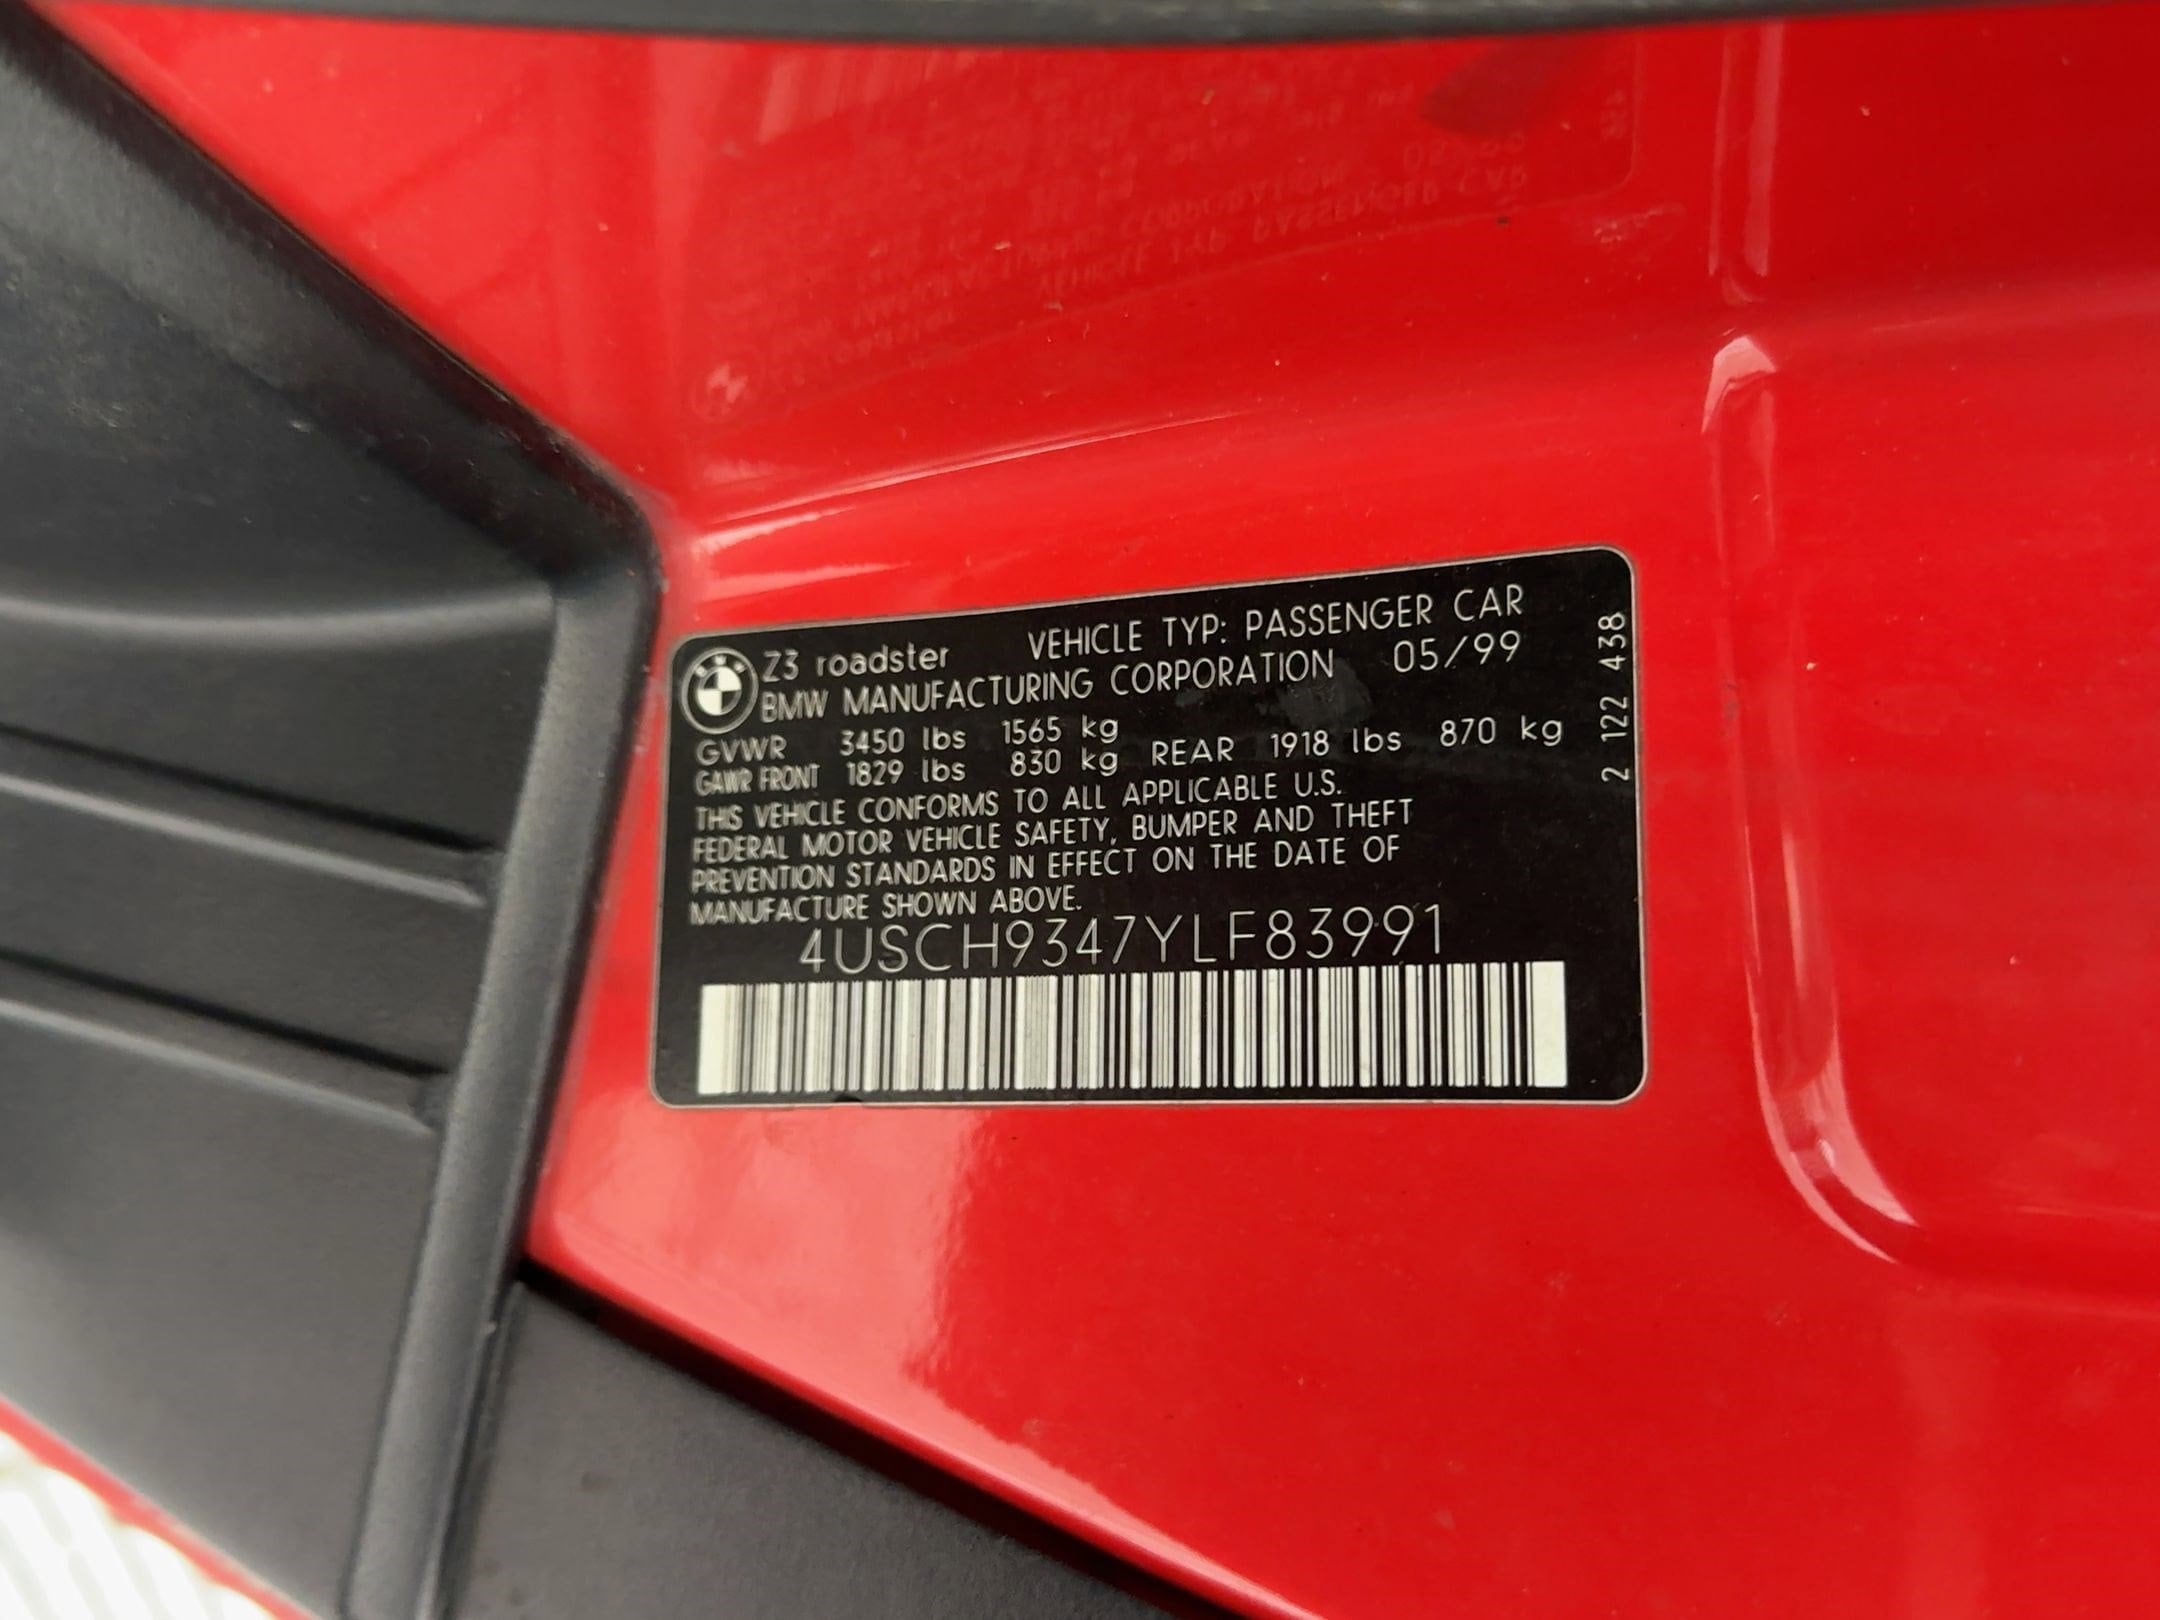 Z3 roadster VEHICLE TYP: PASSENGER CAR
BMW MANUFACTURING CORPORATION 05/99
GVWR 3450 lbs 1565 kg
GAWR FRONT 1829 lbs 830 kg REAR 1918 lbs 870 kg
THIS VEHICLE CONFORMS TO ALL APPLICABLE U.S.
FEDERAL MOTOR VEHICLE SAFETY, BUMPER AND THEFT
PREVENTION STANDARDS IN EFFECT ON THE DATE OF
MANUFACTURE SHOWN ABOVE.
4USCH9347YLF83991
2 122 438